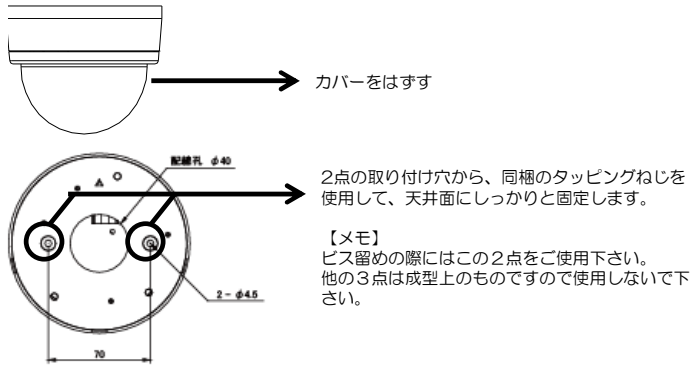 カバーをはずす
配線孔 φ40
2点の取り付け穴から、同梱のタッピングねじを
使用して、天井面にしっかりと固定します。
【メモ】
ビス留めの際にはこの２点をご使用下さい。
他の３点は成型上のものですので使用しないで下
さい。
2 - φ4.5
70